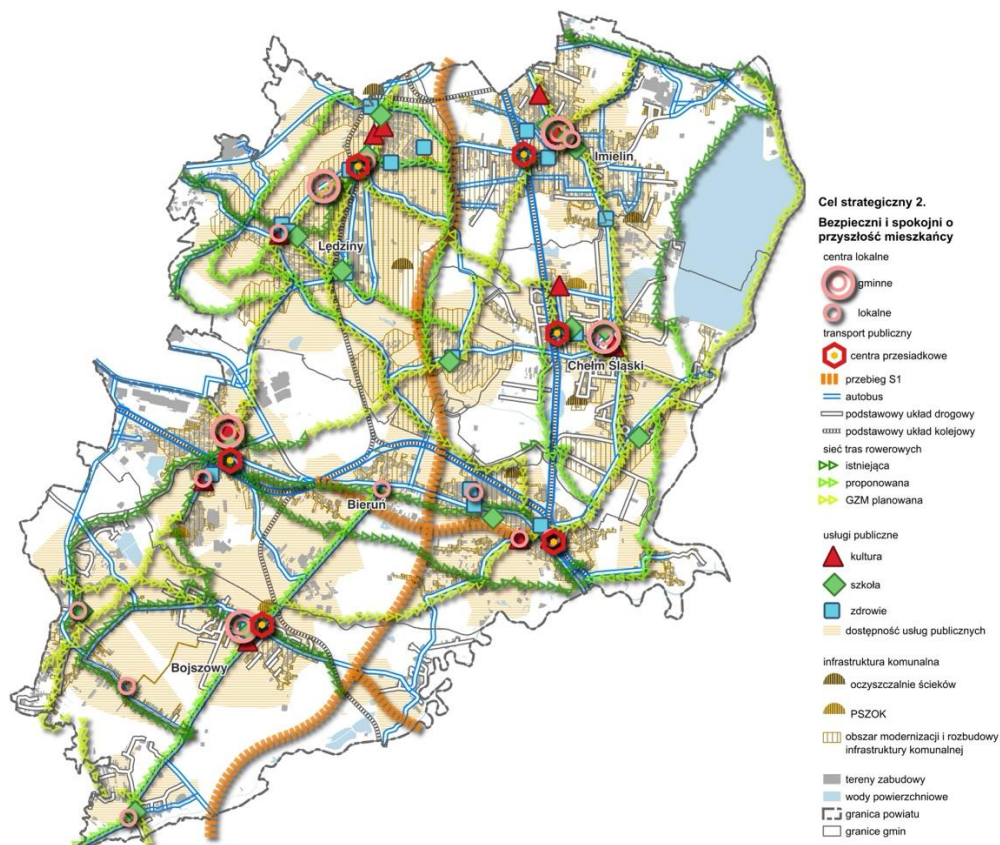 Imielin
Lędziny
Chełm Śląski
Bieruń
Bojszowy
Cel strategiczny 2.
Bezpieczni i spokojni o
przyszłość mieszkańcy
centra lokalne
gminne
lokalne
transport publiczny
centra przesiadkowe
przebieg S1
autobus
podstawowy układ drogowy
podstawowy układ kolejowy
sieć tras rowerowych
istniejąca
proponowana
GZM planowana
usługi publiczne
kultura
szkoła
zdrowie
dostępność usług publicznych
infrastruktura komunalna
oczyszczalnie ścieków
PSZOK
obszar modernizacji i rozbudowy
infrastruktury komunalnej
tereny zabudowy
wody powierzchniowe
granica powiatu
granice gmin